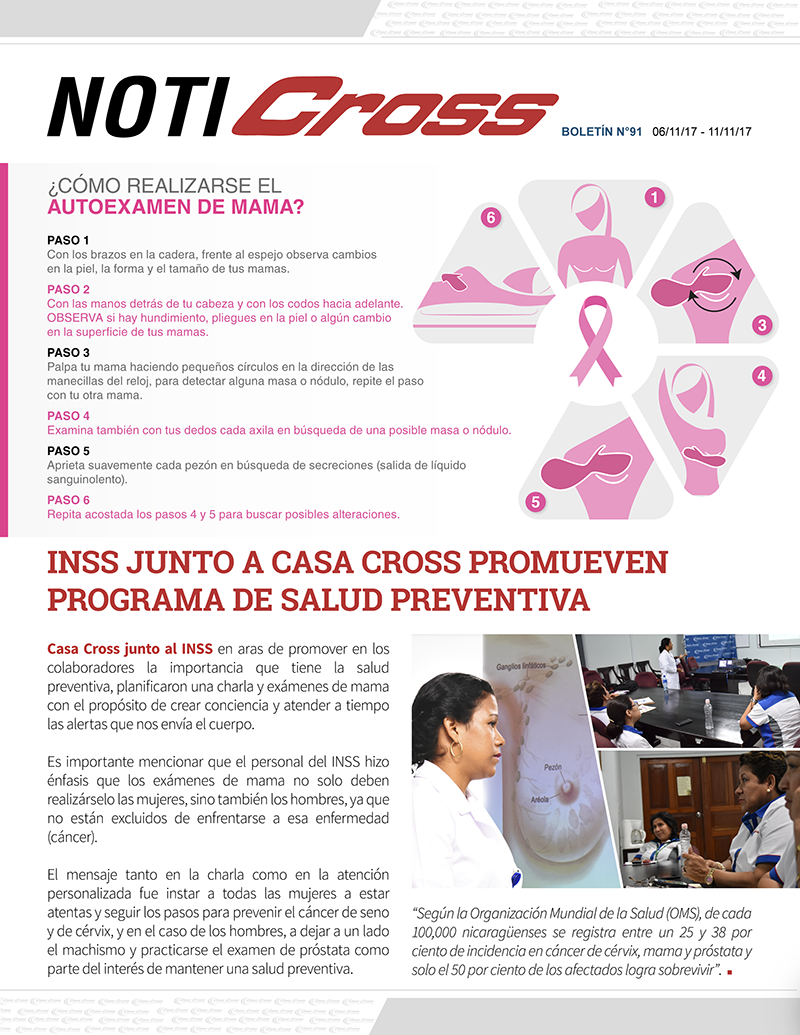 NOTI Cross
BOLETÍN N°91 06/11/17 - 11/11/17
¿CÓMO REALIZARSE EL
AUTOEXAMEN DE MAMA?
PASO 1
Con los brazos en la cadera, frente al espejo observa cambios
en la piel, la forma y el tamaño de tus mamas.
PASO 2
Con las manos detrás de tu cabeza y con los codos hacia adelante.
OBSERVA si hay hundimiento, pliegues en la piel o algún cambio
en la superficie de tus mamas.
PASO 3
Palpa tu mama haciendo pequeños círculos en la dirección de las
manecillas del reloj, para detectar alguna masa o nódulo, repite el paso
con tu otra mama.
PASO 4
Examina también con tus dedos cada axila en búsqueda de una posible masa o nódulo.
PASO 5
Aprieta suavemente cada pezón en búsqueda de secreciones (salida de líquido
sanguinolento).
PASO 6
Repita acostada los pasos 4 y 5 para buscar posibles alteraciones.
1
6
3
4
5
INSS JUNTO A CASA CROSS PROMUEVEN
PROGRAMA DE SALUD PREVENTIVA
Casa Cross junto al INSS en aras de promover en los
colaboradores la importancia que tiene la salud
preventiva, planificaron una charla y exámenes de mama
con el propósito de crear conciencia y atender a tiempo
las alertas que nos envía el cuerpo.
Es importante mencionar que el personal del INSS hizo
énfasis que los exámenes de mama no solo deben
realizárselo las mujeres, sino también los hombres, ya que
no están excluidos de enfrentarse a esa enfermedad
(cáncer).
El mensaje tanto en la charla como en la atención
personalizada fue instar a todas las mujeres a estar
atentas y seguir los pasos para prevenir el cáncer de seno
y de cérvix, y en el caso de los hombres, a dejar a un lado
el machismo y practicarse el examen de próstata como
parte del interés de mantener una salud preventiva.
Ganglios linfáticos
Pezón
Aréola
“Según la Organización Mundial de la Salud (OMS), de cada
100,000 nicaragüenses se registra entre un 25 y 38 por
ciento de incidencia en cáncer de cérvix, mama y próstata y
solo el 50 por ciento de los afectados logra sobrevivir”.